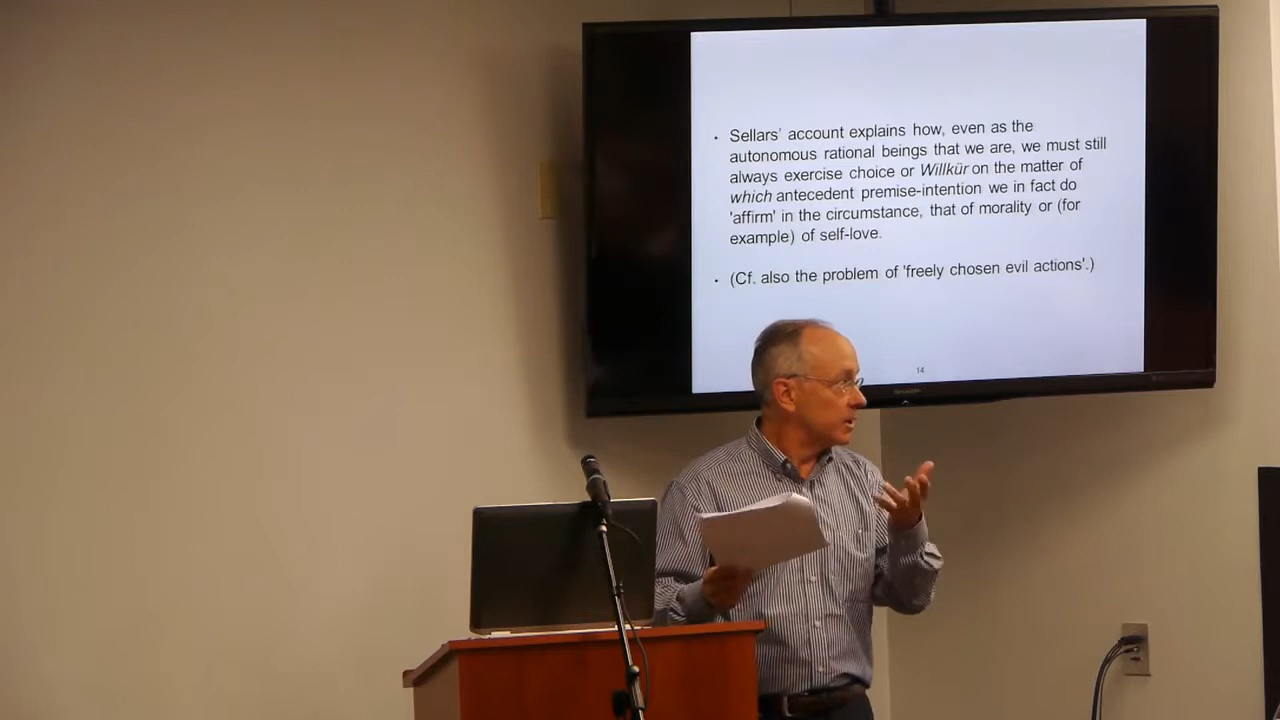 • Sellars' account explains how, even as the
autonomous rational beings that we are, we must still
always exercise choice or Willkür on the matter of
which antecedent premise-intention we in fact do
'affirm' in the circumstance, that of morality or (for
example) of self-love.
• (Cf. also the problem of 'freely chosen evil actions'.)
14